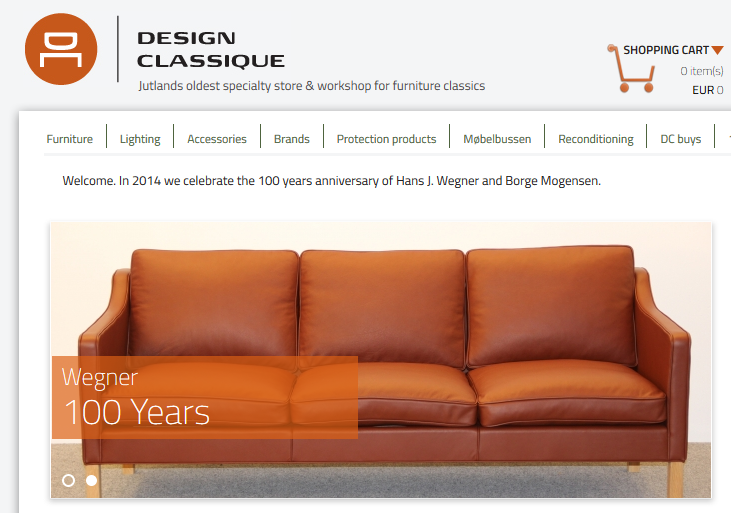 DESIGN
CLASSIQUE
Jutlands oldest specialty store & workshop for furniture classics
SHOPPING CART
0 item(s)
EUR 0
Furniture Lighting Accessories Brands Protection products Møbelbussen Reconditioning DC buys
Welcome. In 2014 we celebrate the 100 years anniversary of Hans J. Wegner and Borge Mogensen.
Wegner
100 Years